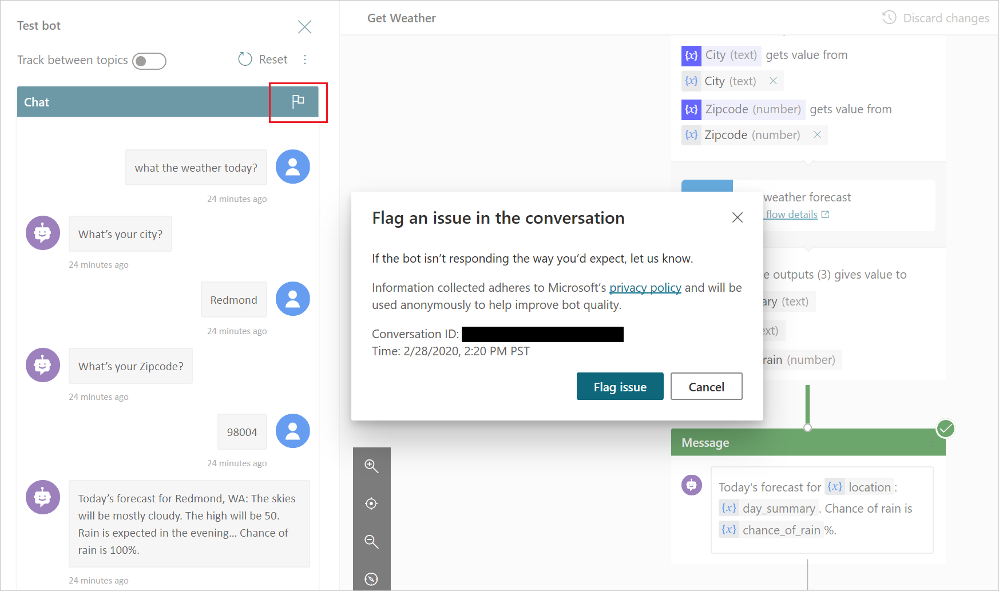 Test bot
Track between topics
Reset
Chat
what the weather today?
24 minutes ago
What's your city?
24 minutes ago
Redmond
24 minutes ago
What's your Zipcode?
24 minutes ago
98004
24 minutes ago
Today's forecast for Redmond, WA: The skies
will be mostly cloudy. The high will be 50.
Rain is expected in the evening... Chance of
rain is 100%.
24 minutes ago
Get Weather
Discard changes
{x} City (text) gets value from
{x} City (text)
{x} Zipcode (number) gets value from
{x} Zipcode (number)
weather forecast
flow details
outputs (3) gives value to
(text)
rain (number)
Flag an issue in the conversation
If the bot isn't responding the way you'd expect, let us know.
Information collected adheres to Microsoft's privacy policy and will be
used anonymously to help improve bot quality.
Conversation ID:
Time: 2/28/2020, 2:20 PM PST
Flag issue
Cancel
Message
Today's forecast for {x} location :
{x} day_summary . Chance of rain is
{x} chance_of_rain %.